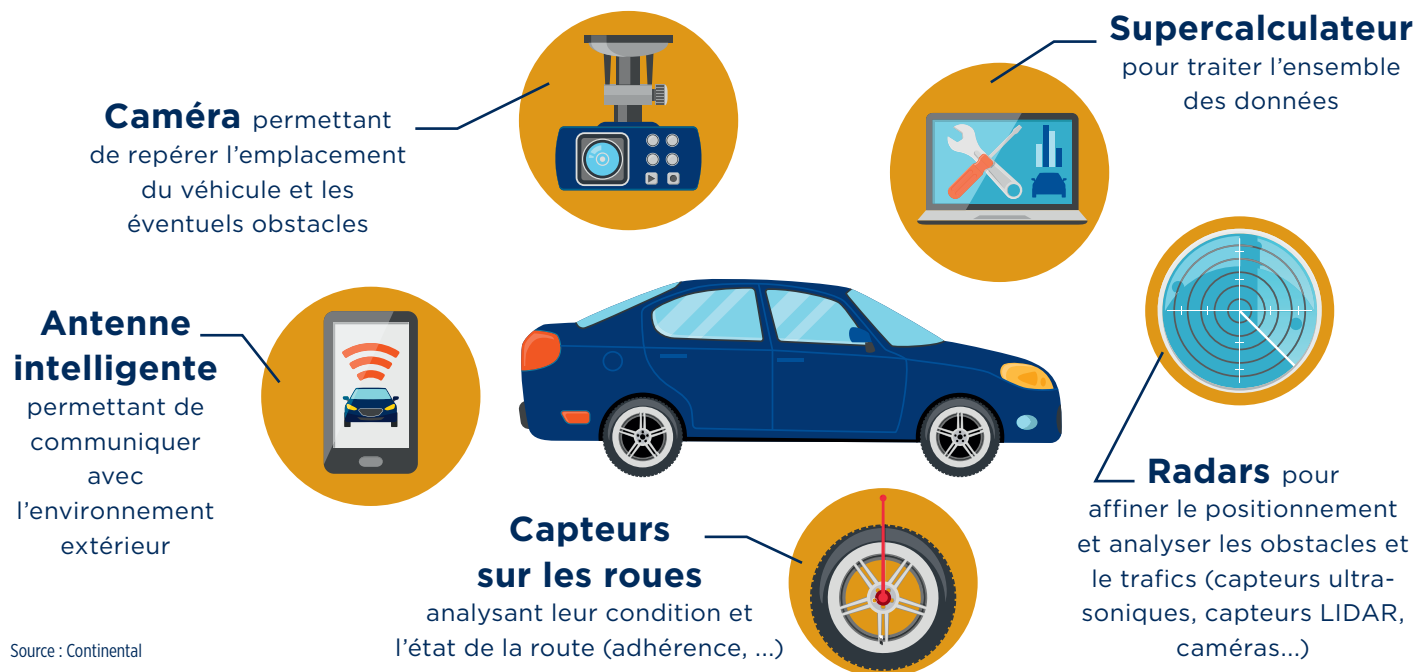 Caméra permettant
de repérer l’emplacement
du véhicule et les
éventuels obstacles
Supercalculateur
pour traiter l’ensemble
des données
Antenne
intelligente
permettant de
communiquer
avec
l’environnement
extérieur
Capteurs
sur les roues
analysant leur condition et
l’état de la route (adhérence, ...)
Radars pour
affiner le positionnement
et analyser les obstacles et
le trafics (capteurs ultra-
soniques, capteurs LIDAR,
caméras...)
Source : Continental